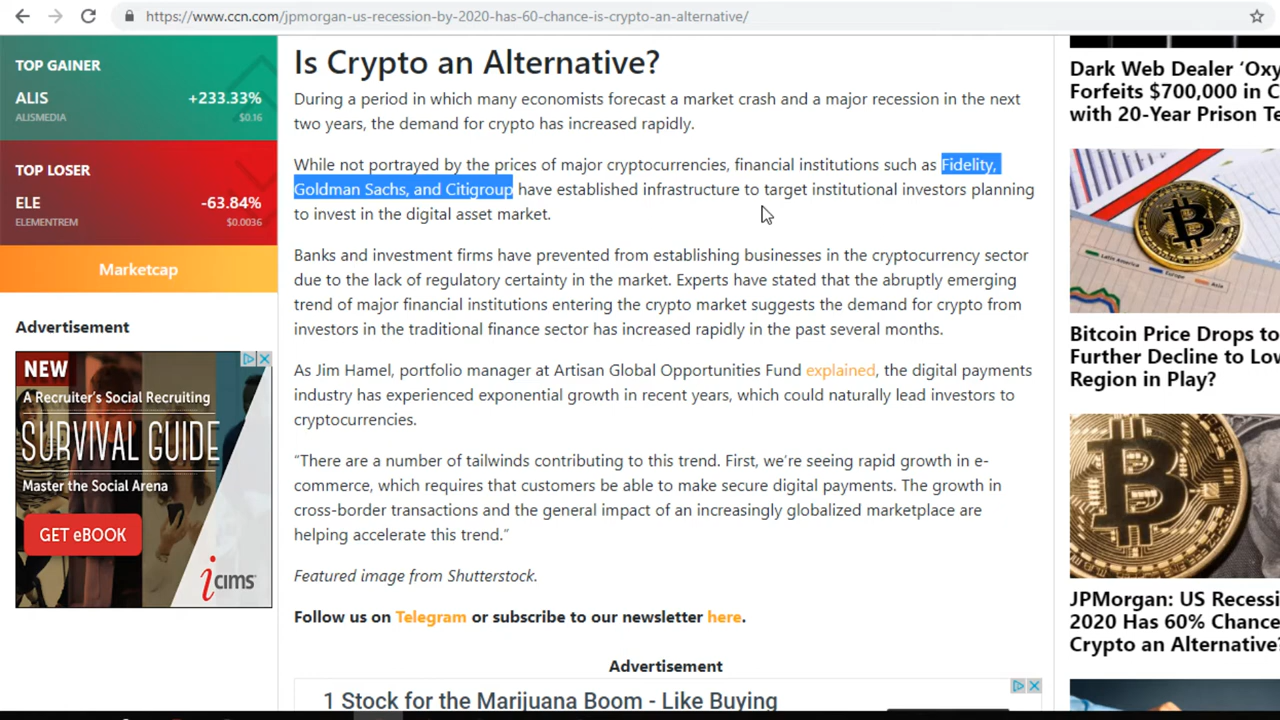 https://www.ccn.com/jpmorgan-us-recession-by-2020-has-60-chance-is-crypto-an-alternative/
TOP GAINER
ALIS
+233.33%
ALISMEDIA
$0.16
TOP LOSER
ELE
-63.84%
ELEMENTREM
$0.0036
Marketcap
Advertisement
NEW
A Recruiter's Social Recruiting
SURVIVAL GUIDE
Master the Social Arena
GET eBOOK
iCIMS
Is Crypto an Alternative?
During a period in which many economists forecast a market crash and a major recession in the next
two years, the demand for crypto has increased rapidly.
While not portrayed by the prices of major cryptocurrencies, financial institutions such as Fidelity,
Goldman Sachs, and Citigroup have established infrastructure to target institutional investors planning
to invest in the digital asset market.
Banks and investment firms have prevented from establishing businesses in the cryptocurrency sector
due to the lack of regulatory certainty in the market. Experts have stated that the abruptly emerging
trend of major financial institutions entering the crypto market suggests the demand for crypto from
investors in the traditional finance sector has increased rapidly in the past several months.
As Jim Hamel, portfolio manager at Artisan Global Opportunities Fund explained, the digital payments
industry has experienced exponential growth in recent years, which could naturally lead investors to
cryptocurrencies.
“There are a number of tailwinds contributing to this trend. First, we’re seeing rapid growth in e-
commerce, which requires that customers be able to make secure digital payments. The growth in
cross-border transactions and the general impact of an increasingly globalized marketplace are
helping accelerate this trend.”
Featured image from Shutterstock.
Follow us on Telegram or subscribe to our newsletter here.
Advertisement
1 Stock for the Marijuana Boom - Like Buying
Dark Web Dealer ‘Oxy
Forfeits $700,000 in C
with 20-Year Prison Te
Latin America
Europe
Asia
Bitcoin Price Drops to
Further Decline to Low
Region in Play?
JPMorgan: US Recessi
2020 Has 60% Chance
Crypto an Alternative?